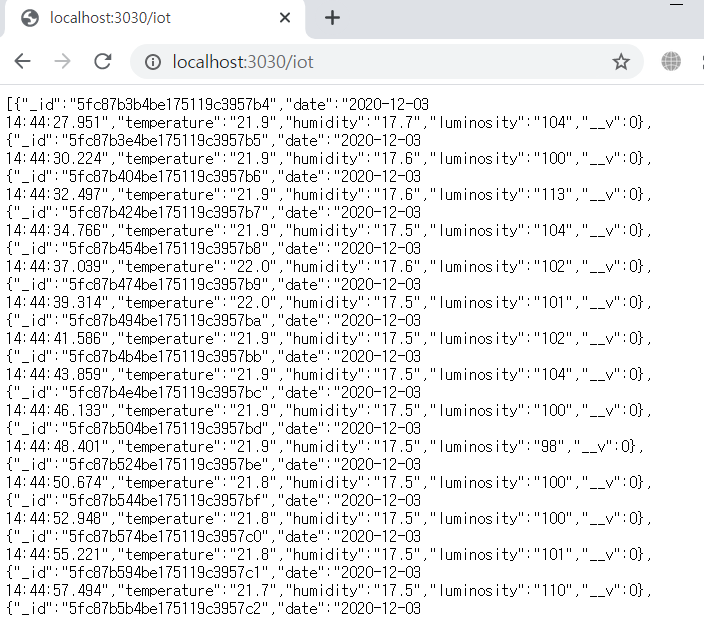 localhost:3030/iot
localhost:3030/iot
[{"_id":"5fc87b3b4be175119c3957b4","date":"2020-12-03
14:44:27.951","temperature":"21.9","humidity":"17.7","luminosity":"104","__v":0},
{"_id":"5fc87b3e4be175119c3957b5","date":"2020-12-03
14:44:30.224","temperature":"21.9","humidity":"17.6","luminosity":"100","__v":0},
{"_id":"5fc87b404be175119c3957b6","date":"2020-12-03
14:44:32.497","temperature":"21.9","humidity":"17.6","luminosity":"113","__v":0},
{"_id":"5fc87b424be175119c3957b7","date":"2020-12-03
14:44:34.766","temperature":"21.9","humidity":"17.5","luminosity":"104","__v":0},
{"_id":"5fc87b454be175119c3957b8","date":"2020-12-03
14:44:37.039","temperature":"22.0","humidity":"17.6","luminosity":"102","__v":0},
{"_id":"5fc87b474be175119c3957b9","date":"2020-12-03
14:44:39.314","temperature":"22.0","humidity":"17.5","luminosity":"101","__v":0},
{"_id":"5fc87b494be175119c3957ba","date":"2020-12-03
14:44:41.586","temperature":"21.9","humidity":"17.5","luminosity":"102","__v":0},
{"_id":"5fc87b4b4be175119c3957bb","date":"2020-12-03
14:44:43.859","temperature":"21.9","humidity":"17.5","luminosity":"104","__v":0},
{"_id":"5fc87b4e4be175119c3957bc","date":"2020-12-03
14:44:46.133","temperature":"21.9","humidity":"17.5","luminosity":"100","__v":0},
{"_id":"5fc87b504be175119c3957bd","date":"2020-12-03
14:44:48.401","temperature":"21.9","humidity":"17.5","luminosity":"98","__v":0},
{"_id":"5fc87b524be175119c3957be","date":"2020-12-03
14:44:50.674","temperature":"21.8","humidity":"17.5","luminosity":"100","__v":0},
{"_id":"5fc87b544be175119c3957bf","date":"2020-12-03
14:44:52.948","temperature":"21.8","humidity":"17.5","luminosity":"100","__v":0},
{"_id":"5fc87b574be175119c3957c0","date":"2020-12-03
14:44:55.221","temperature":"21.8","humidity":"17.5","luminosity":"101","__v":0},
{"_id":"5fc87b594be175119c3957c1","date":"2020-12-03
14:44:57.494","temperature":"21.7","humidity":"17.5","luminosity":"110","__v":0},
{"_id":"5fc87b5b4be175119c3957c2","date":"2020-12-03